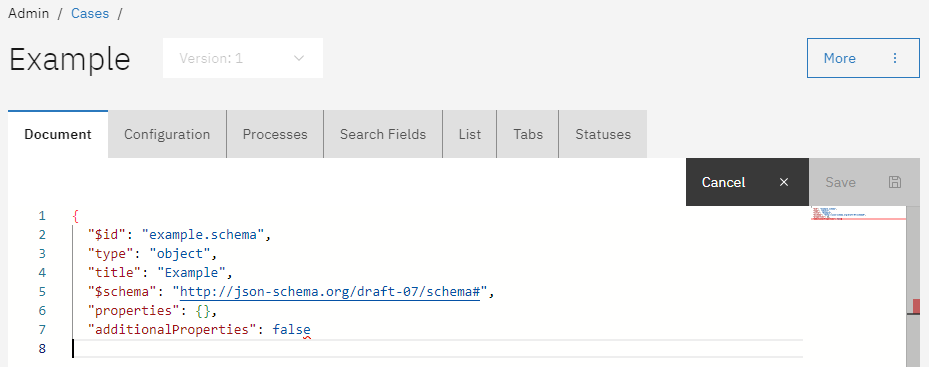 Admin / Cases /
Example
Version: 1
More
Document Configuration Processes Search Fields List Tabs Statuses
Cancel Save
1 {
2 "$id": "example.schema",
3 "type": "object",
4 "title": "Example",
5 "$schema": "http://json-schema.org/draft-07/schema#",
6 "properties": {},
7 "additionalProperties": false
8